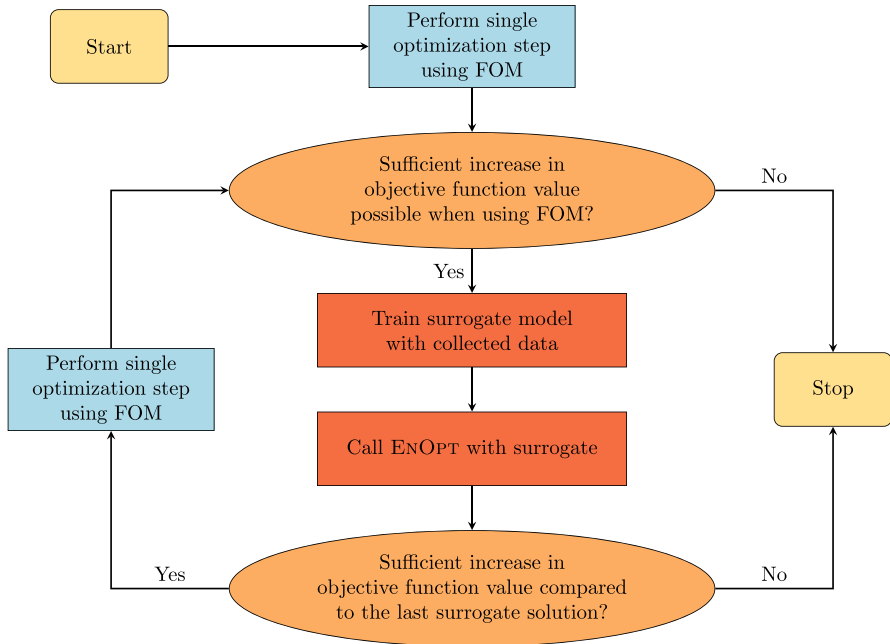 Start
Perform single
optimization step
using FOM
Sufficient increase in
objective function value
possible when using FOM?
No
Yes
Train surrogate model
with collected data
Perform single
optimization step
using FOM
Stop
Call ENOPT with surrogate
Sufficient increase in
objective function value compared
to the last surrogate solution?
Yes
No